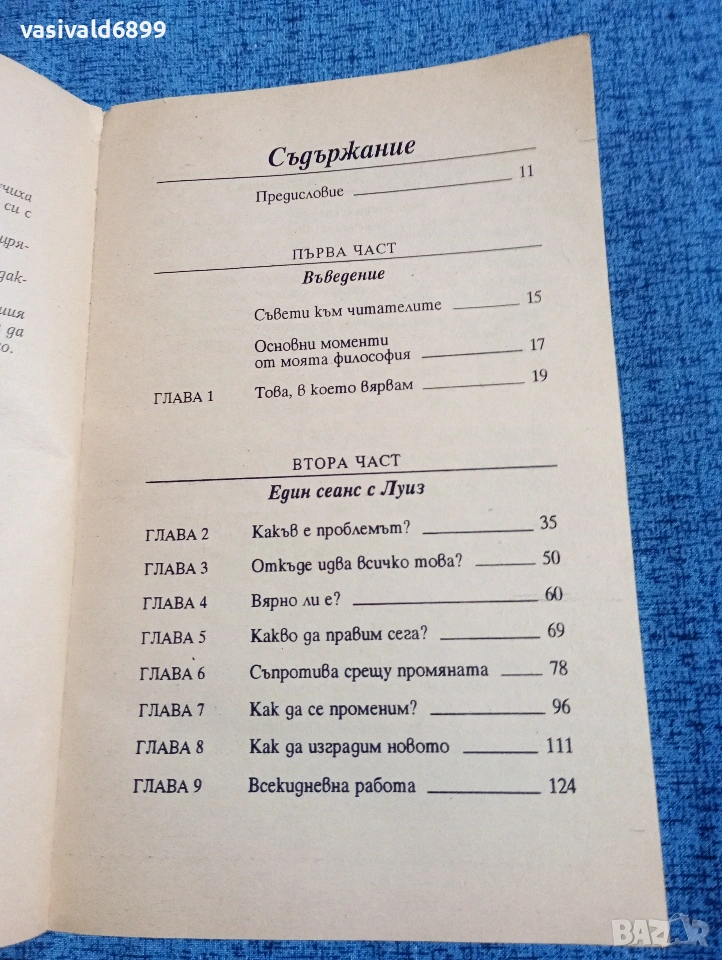 vasivald6899
си с
да
Съдържание
Предисловие 11
ПЪРВА ЧАСТ
Въведение
Съвети към читателите 15
Основни моменти
от моята философия 17
ГЛАВА 1 Това, в което вярвам 19
ВТОРА ЧАСТ
Един сеанс с Луиз
ГЛАВА 2 Какъв е проблемът? 35
ГЛАВА 3 Откъде идва всичко това? 50
ГЛАВА 4 Вярно ли е? 60
ГЛАВА 5 Какво да правим сега? 69
ГЛАВА 6 Съпротива срещу промяната 78
ГЛАВА 7 Как да се променим? 96
ГЛАВА 8 Как да изградим новото 111
ГЛАВА 9 Всекидневна работа 124
BAZAR